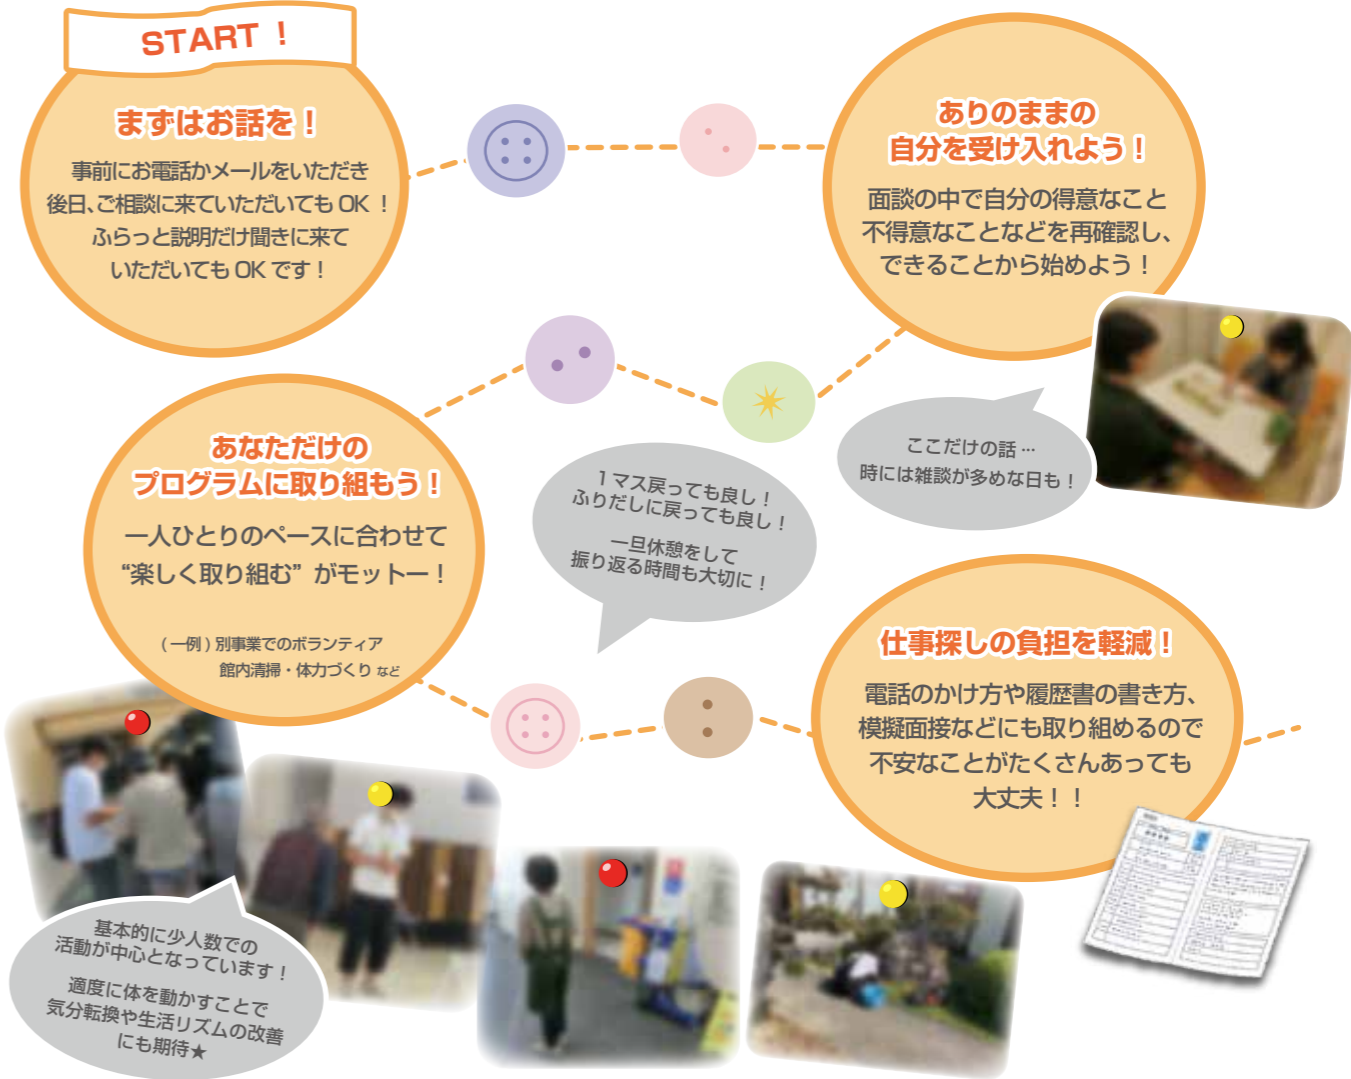 START！
まずはお話を！
事前にお電話かメールをいただき
後日、ご相談に来ていただいてもOK！
ふらっと説明だけ聞きに来て
いただいてもOKです！
ありのままの
自分を受け入れよう！
面談の中で自分の得意なこと
不得意なことなどを再確認し、
できることから始めよう！
ここだけの話…
時には雑談が多めな日も！
あなただけの
プログラムに取り組もう！
一人ひとりのペースに合わせて
“楽しく取り組む”がモットー！
(一例)別事業でのボランティア
館内清掃・体力づくり など
1マス戻っても良し！
ふりだしに戻っても良し！
一旦休憩をして
振り返る時間も大切に！
仕事探しの負担を軽減！
電話のかけ方や履歴書の書き方、
模擬面接などにも取り組めるので
不安なことがたくさんあっても
大丈夫！！
基本的に少人数での
活動が中心となっています！
適度に体を動かすことで
気分転換や生活リズムの改善
にも期待★